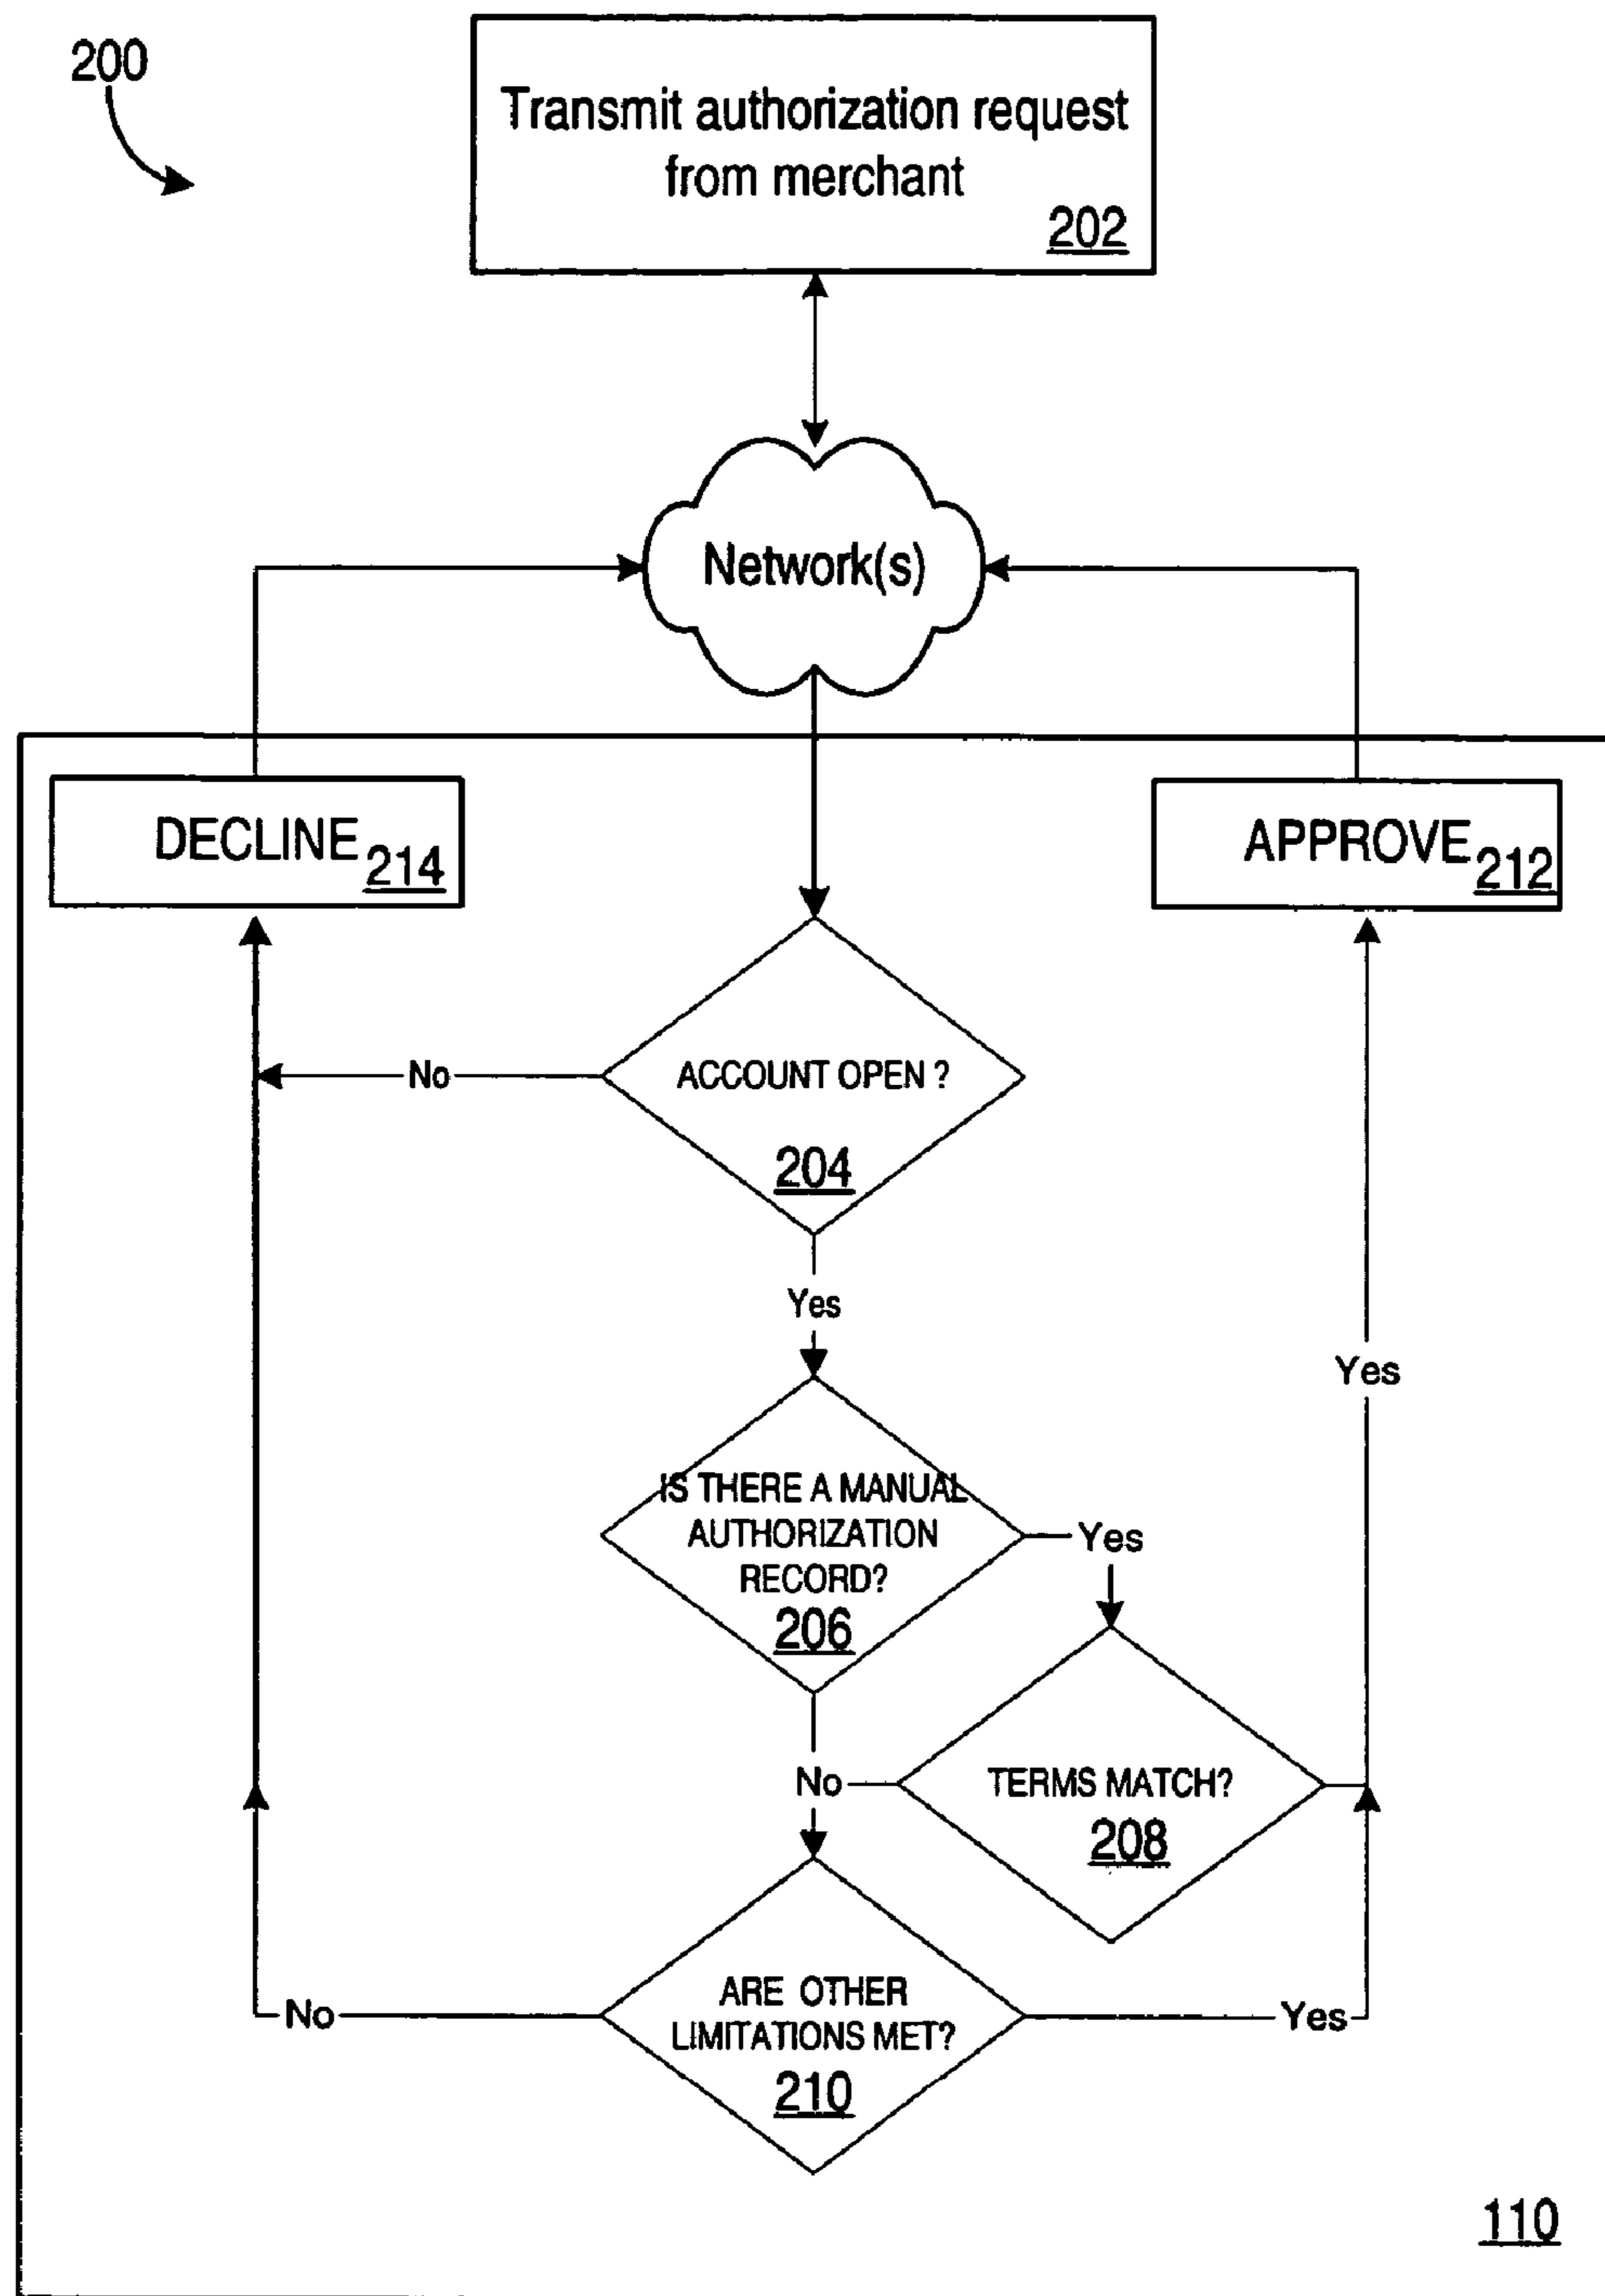 200
Transmit authorization request
from merchant
202
Network(s)
DECLINE 214
APPROVE 212
No
ACCOUNT OPEN ?
204
Yes
Yes
IS THERE A MANUAL
AUTHORIZATION
RECORD?
206
Yes
No
TERMS MATCH?
208
ARE OTHER
LIMITATIONS MET?
210
No
Yes
110